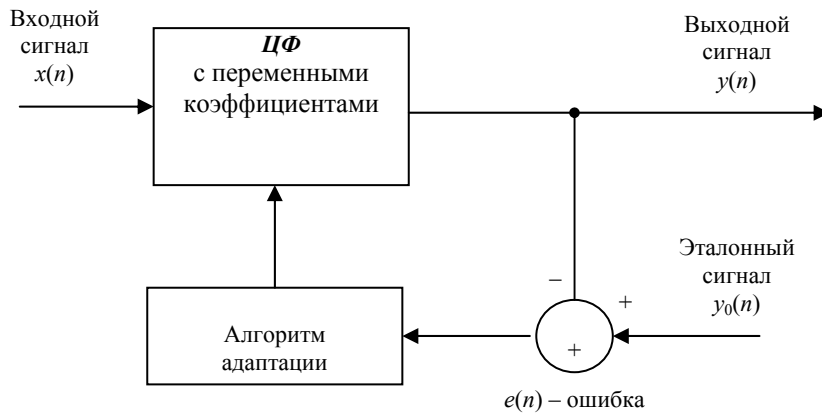 Входной
сигнал
x(n)
ЦФ
с переменными
коэффициентами
Выходной
сигнал
y(n)
Эталонный
сигнал
y₀(n)
−
+
+
Алгоритм
адаптации
e(n) – ошибка